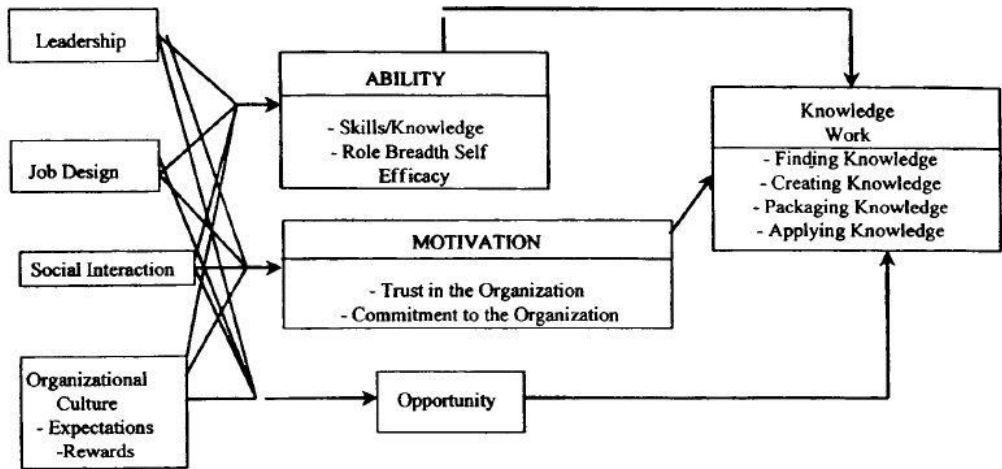 Leadership
Job Design
Social Interaction
Organizational
Culture
- Expectations
-Rewards
ABILITY
- Skills/Knowledge
- Role Breadth Self
Efficacy
MOTIVATION
- Trust in the Organization
- Commitment to the Organization
Opportunity
Knowledge
Work
- Finding Knowledge
- Creating Knowledge
- Packaging Knowledge
- Applying Knowledge